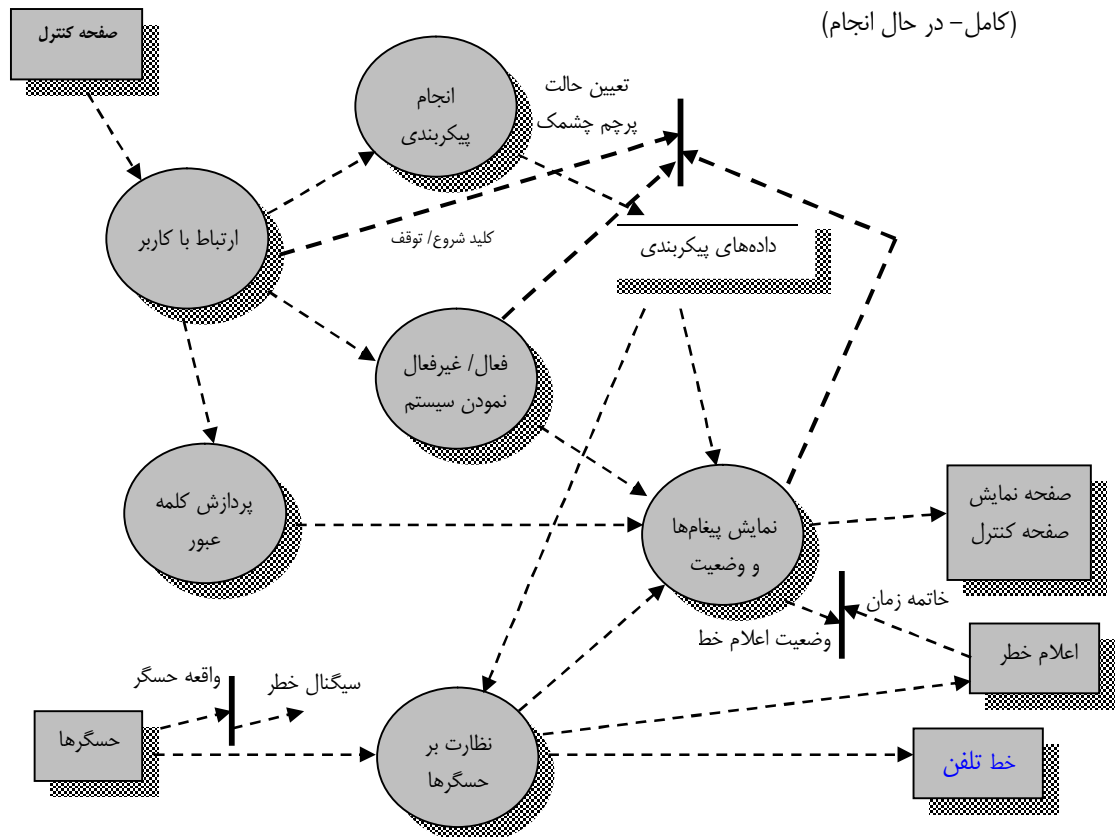 (کامل- در حال انجام)
صفحه کنترل
انجام
پیکربندی
تعیین حالت
پرچم چشمک
ارتباط با کاربر
کلید شروع/ توقف
داده‌های پیکربندی
فعال/ غیرفعال
نمودن سیستم
پردازش کلمه
عبور
نمایش پیغام‌ها
و وضعیت
صفحه نمایش
صفحه کنترل
خاتمه زمان
وضعیت اعلام خط
اعلام خطر
واقعه حسگر
سیگنال خطر
حسگرها
نظارت بر
حسگرها
خط تلفن